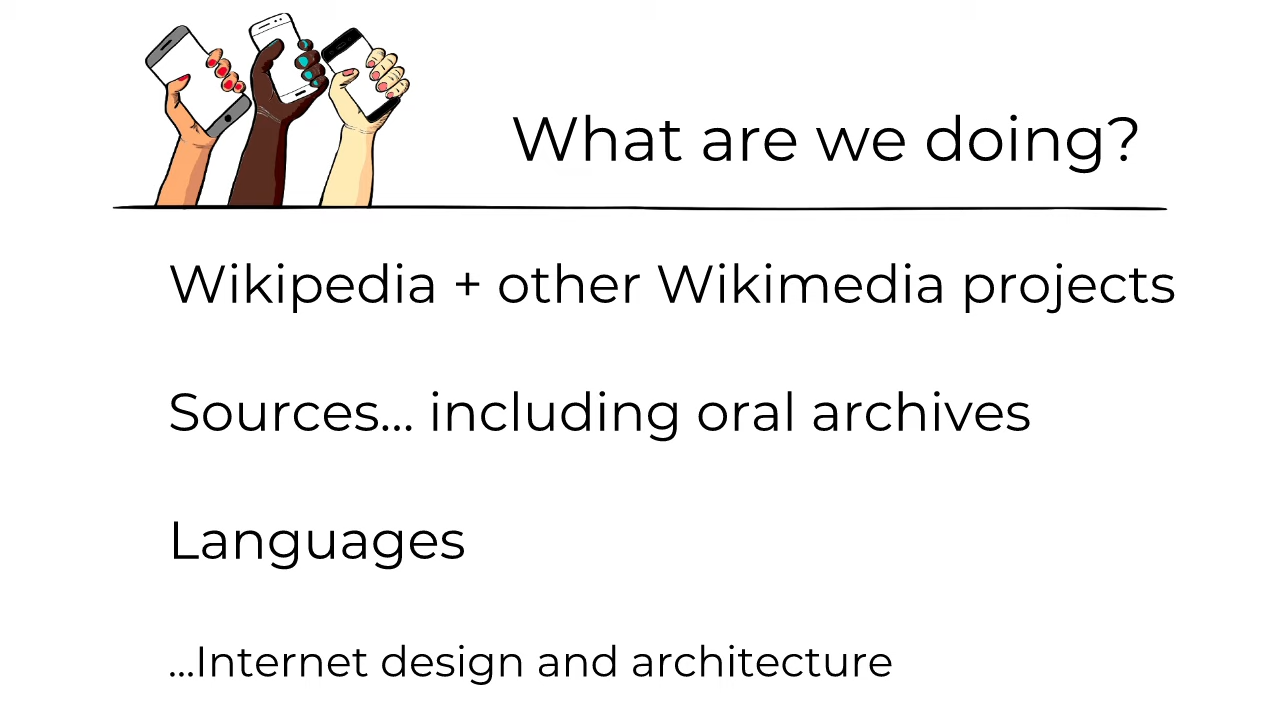 What are we doing?
Wikipedia + other Wikimedia projects
Sources... including oral archives
Languages
...Internet design and architecture